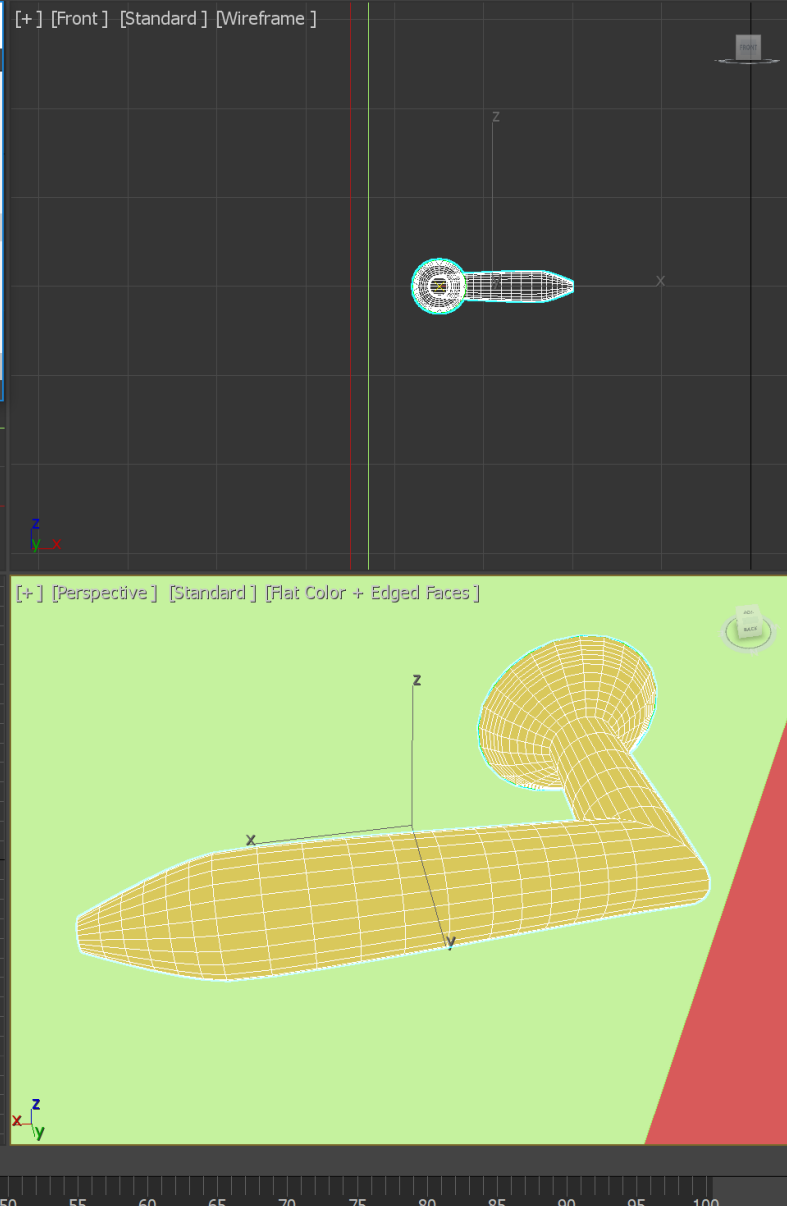 [+] [Front] [Standard] [Wireframe]
FRONT
z
x
z
y x
[+] [Perspective] [Standard] [Flat Color + Edged Faces]
BACK
z
x
y
z
x
y
50 55 60 65 70 75 80 85 90 95 100